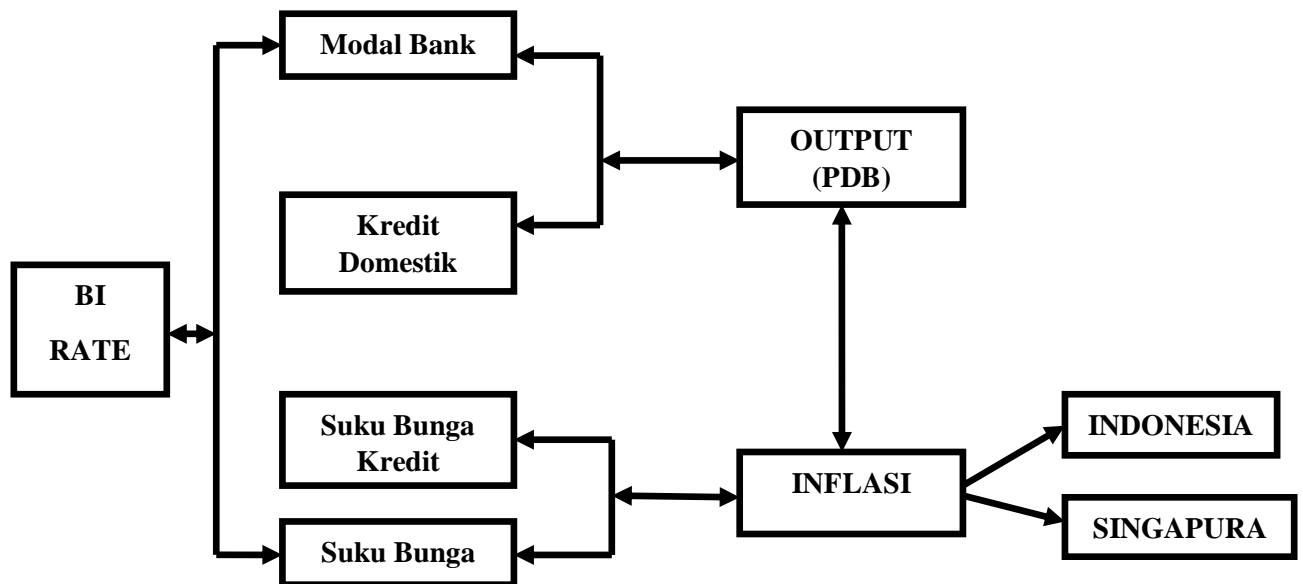 Modal Bank
OUTPUT
(PDB)
Kredit
Domestik
BI
RATE
Suku Bunga
Kredit
INDONESIA
INFLASI
SINGAPURA
Suku Bunga